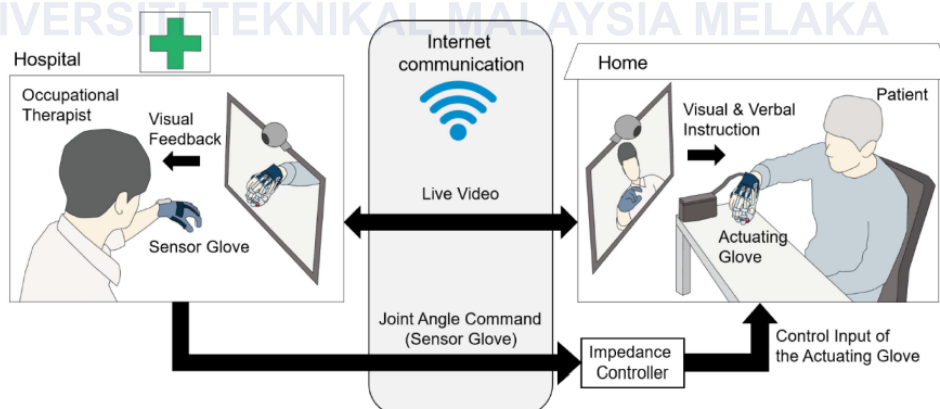 UNIVERSITI TEKNIKAL MALAYSIA MELAKA
Hospital
Occupational
Therapist
Visual
Feedback
Sensor Glove
Internet
communication
Live Video
Joint Angle Command
(Sensor Glove)
Home
Visual & Verbal
Instruction
Patient
Actuating
Glove
Impedance
Controller
Control Input of
the Actuating Glove